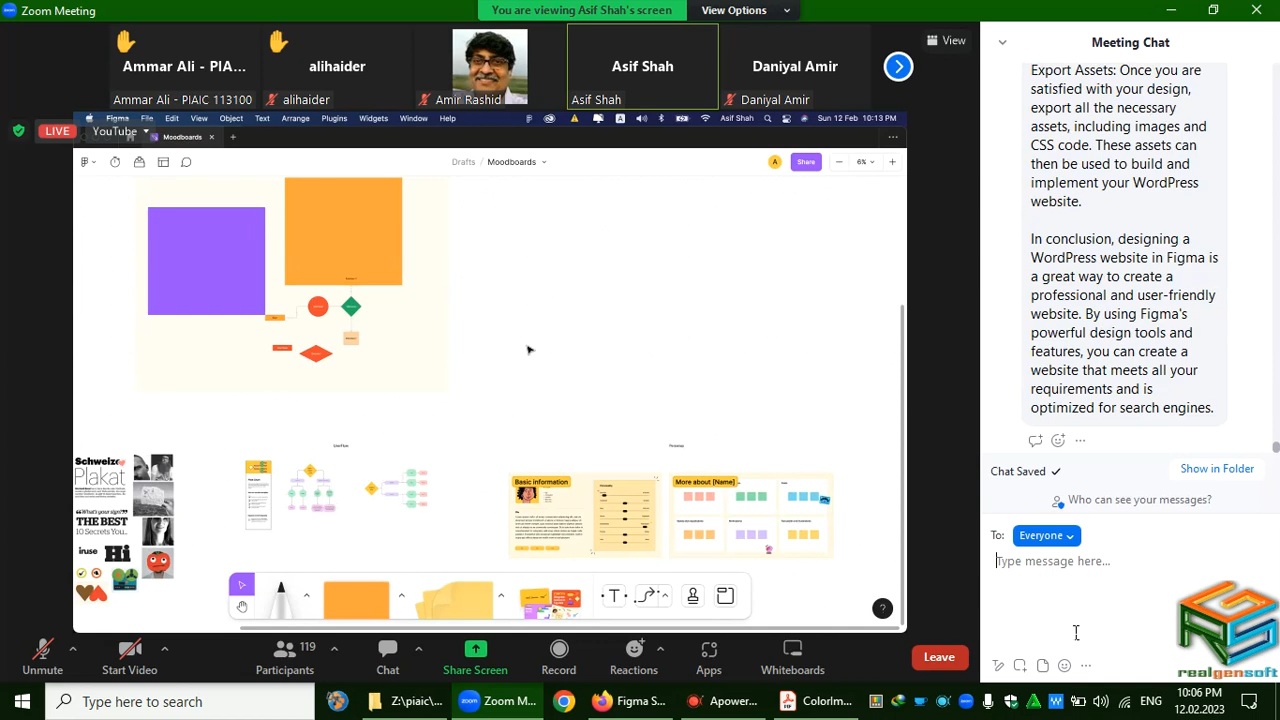 Zoom Meeting
You are viewing Asif Shah's screen
View Options
Ammar Ali - PIA...
alihaider
Asif Shah
Daniyal Amir
View
Ammar Ali - PIAIC 113100
alihaider
Amir Rashid
Asif Shah
Daniyal Amir
LIVE
YouTube
Figma File Edit View Object Text Arrange Plugins Widgets Window Help
Asif Shah
Sun 12 Feb 10:13 PM
Moodboards
Drafts / Moodboards
A
Share
6%
Schweizer
Plakat
"What's your sign?"
THE BEST
10 Secrets You...
iruse
Hi
Basic information
More about [Name]
T
?
Meeting Chat
Export Assets: Once you are
satisfied with your design,
export all the necessary
assets, including images and
CSS code. These assets can
then be used to build and
implement your WordPress
website.
In conclusion, designing a
WordPress website in Figma is
a great way to create a
professional and user-friendly
website. By using Figma's
powerful design tools and
features, you can create a
website that meets all your
requirements and is
optimized for search engines.
Chat Saved
Show in Folder
Who can see your messages?
To: Everyone
Type message here...
realgensoft
Unmute
Start Video
119
Participants
Chat
Share Screen
Record
Reactions
Apps
Whiteboards
Leave
Type here to search
Z:\piaic\...
Zoom M...
Figma S...
Apower...
ColorIm...
ENG
10:06 PM
12.02.2023